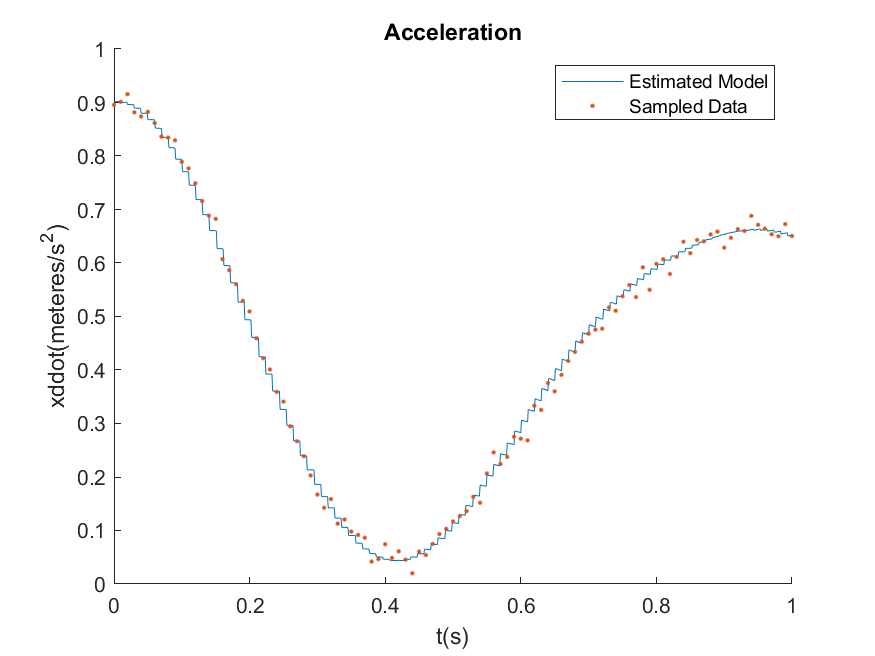 Acceleration
Estimated Model
Sampled Data
1
0.9
0.8
0.7
0.6
0.5
0.4
0.3
0.2
0.1
0
xddot(meteres/s²)
0 0.2 0.4 0.6 0.8 1
t(s)